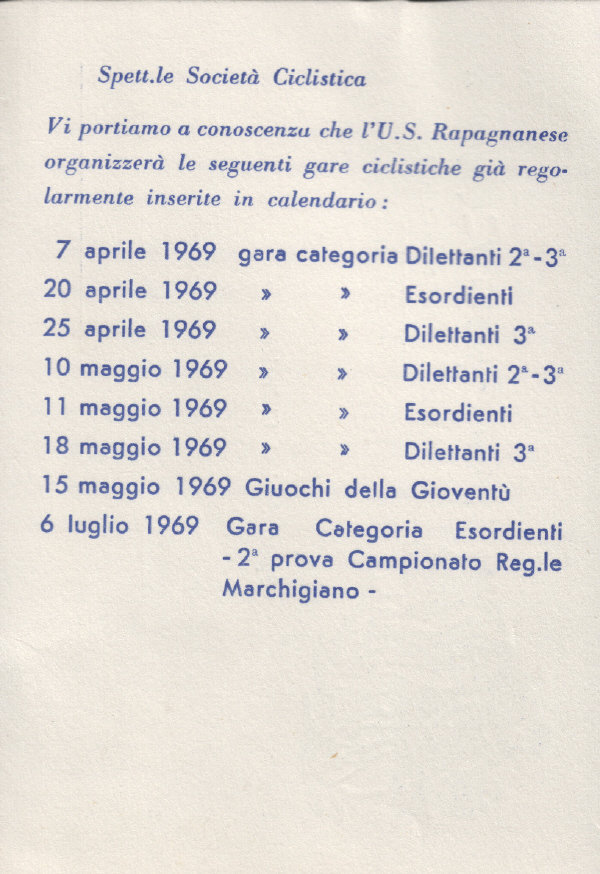 Spett.le Società Ciclistica
Vi portiamo a conoscenza che l'U.S. Rapagnanese
organizzerà le seguenti gare ciclistiche già rego-
larmente inserite in calendario :
7 aprile 1969 gara categoria Dilettanti 2ª-3ª
20 aprile 1969 » » Esordienti
25 aprile 1969 » » Dilettanti 3ª
10 maggio 1969 » » Dilettanti 2ª-3ª
11 maggio 1969 » » Esordienti
18 maggio 1969 » » Dilettanti 3ª
15 maggio 1969 Giuochi della Gioventù
6 luglio 1969 Gara Categoria Esordienti
- 2ª prova Campionato Reg.le
Marchigiano -